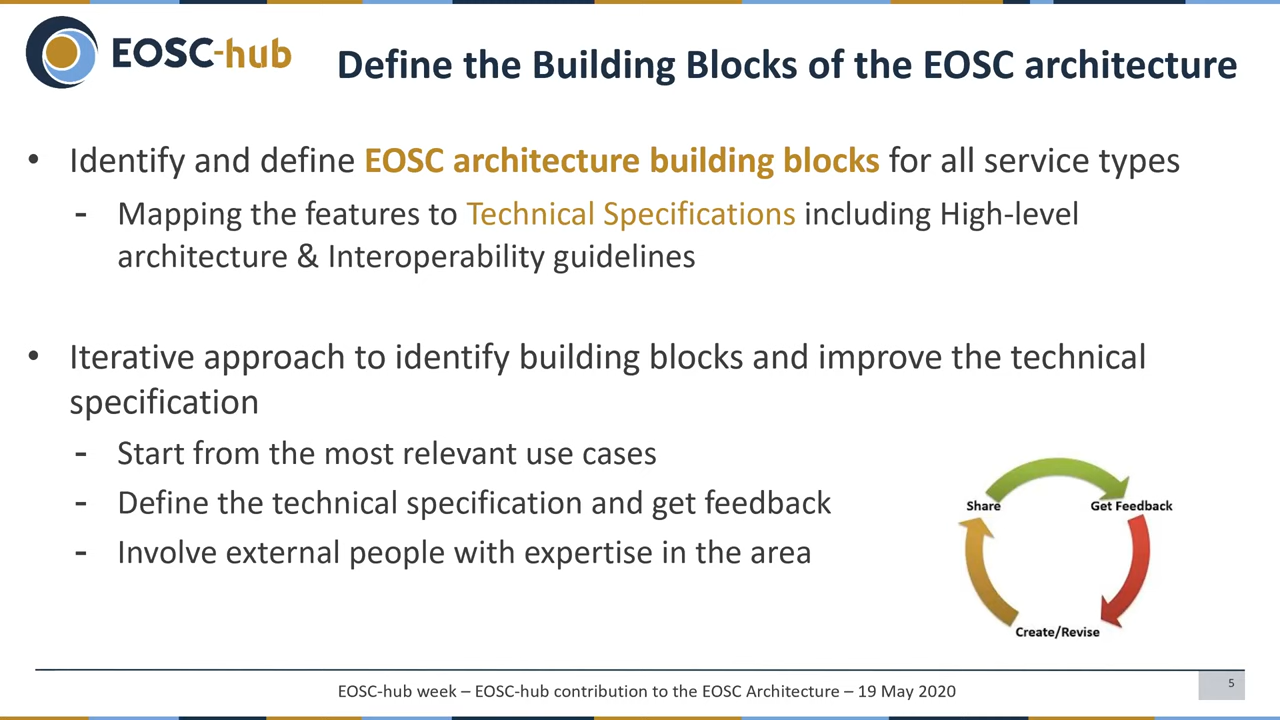 EOSC-hub
Define the Building Blocks of the EOSC architecture
• Identify and define EOSC architecture building blocks for all service types
- Mapping the features to Technical Specifications including High-level
architecture & Interoperability guidelines
• Iterative approach to identify building blocks and improve the technical
specification
- Start from the most relevant use cases
- Define the technical specification and get feedback
- Involve external people with expertise in the area
Share
Get Feedback
Create/Revise
EOSC-hub week – EOSC-hub contribution to the EOSC Architecture – 19 May 2020
5